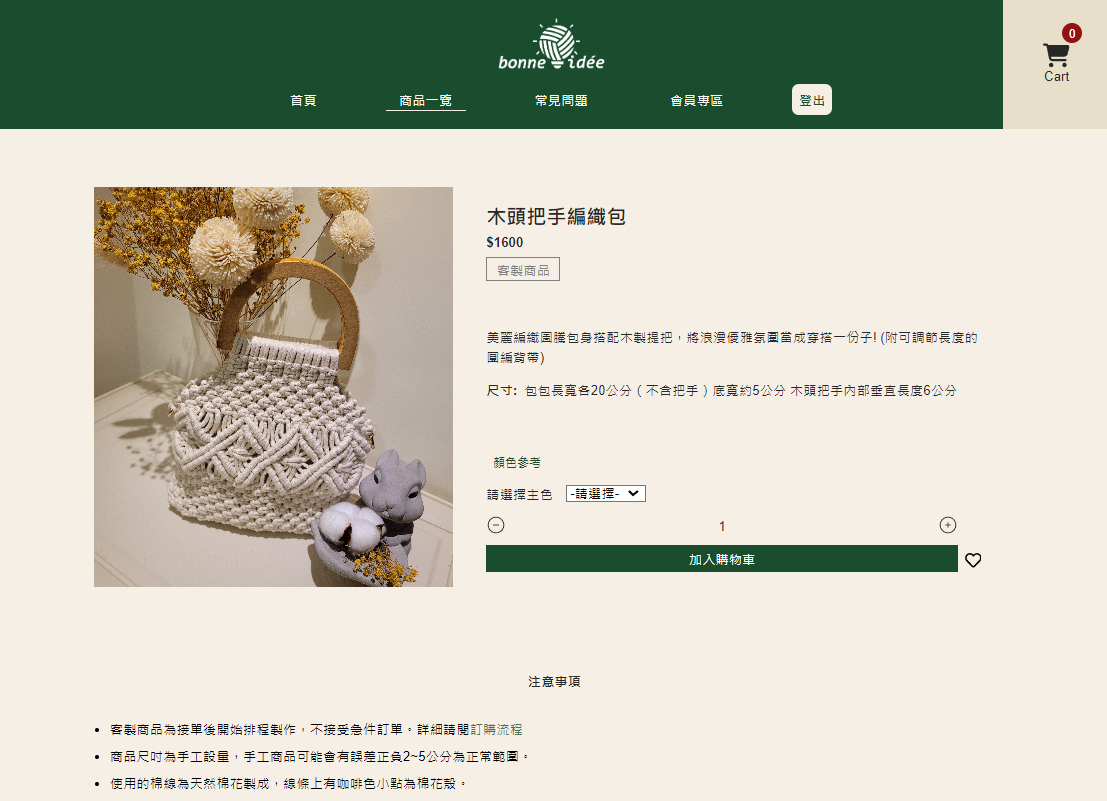 bonne idée
首頁 商品一覽 常見問題 會員專區 登出
0
Cart
木頭把手編織包
$1600
客製商品
美麗編織圖騰包身搭配木製提把，將浪漫優雅氛圍當成穿搭一份子! (附可調節長度的
圓編背帶)
尺寸: 包包長寬各20公分 ( 不含把手 ) 底寬約5公分 木頭把手內部垂直長度6公分
顏色參考
請選擇主色 -請選擇-
1
加入購物車
注意事項
客製商品為接單後開始排程製作，不接受急件訂單。詳細請閱訂購流程
商品尺吋為手工設量，手工商品可能會有誤差正負2~5公分為正常範圍。
使用的棉線為天然棉花製成，線條上有咖啡色小點為棉花殼。